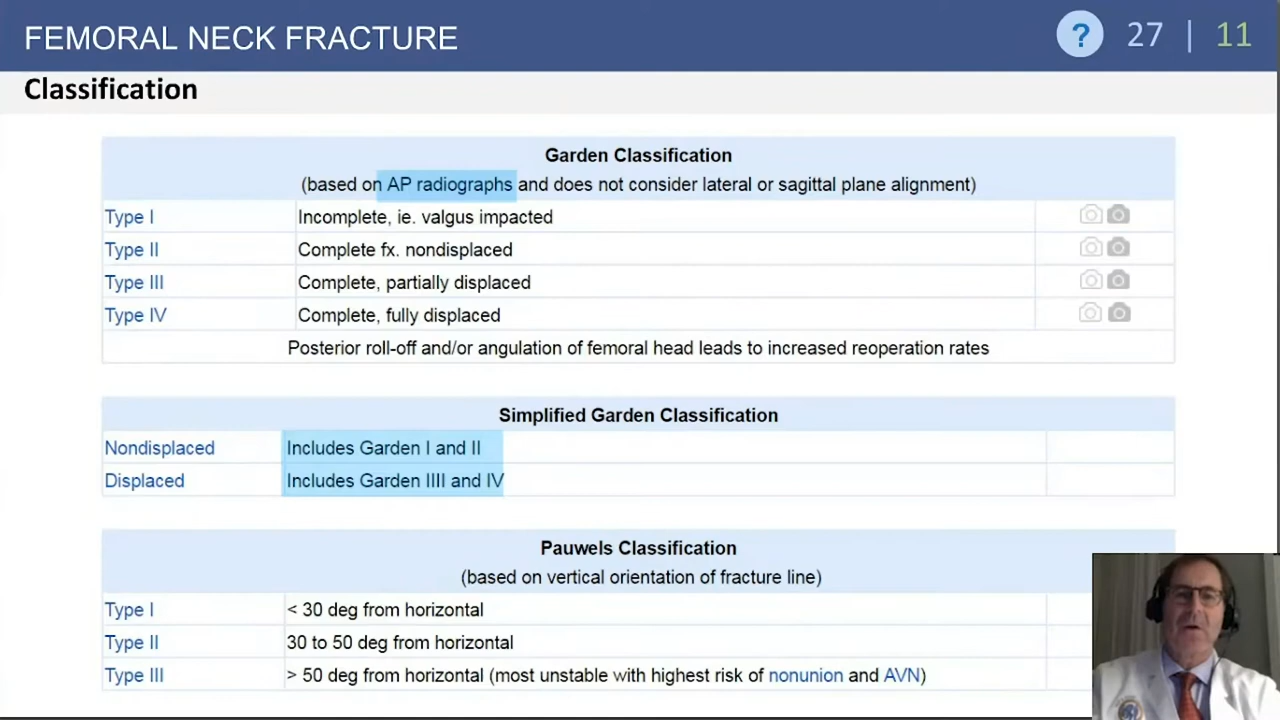 FEMORAL NECK FRACTURE
? 27 | 11
Classification
Garden Classification
(based on AP radiographs and does not consider lateral or sagittal plane alignment)
Type I Incomplete, ie. valgus impacted
Type II Complete fx. nondisplaced
Type III Complete, partially displaced
Type IV Complete, fully displaced
Posterior roll-off and/or angulation of femoral head leads to increased reoperation rates
Simplified Garden Classification
Nondisplaced Includes Garden I and II
Displaced Includes Garden IIII and IV
Pauwels Classification
(based on vertical orientation of fracture line)
Type I < 30 deg from horizontal
Type II 30 to 50 deg from horizontal
Type III > 50 deg from horizontal (most unstable with highest risk of nonunion and AVN)